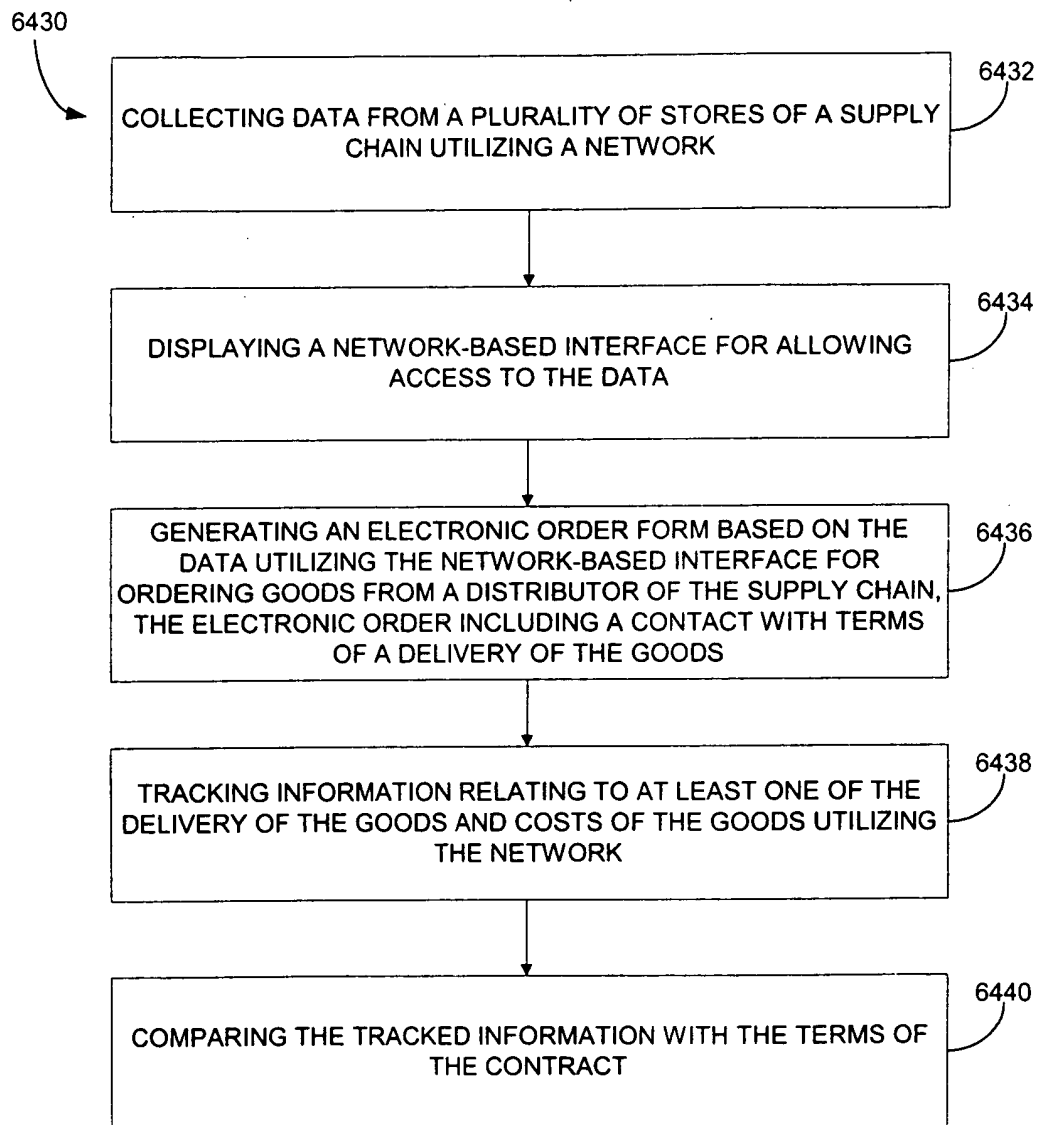 6430
6432
COLLECTING DATA FROM A PLURALITY OF STORES OF A SUPPLY
CHAIN UTILIZING A NETWORK
6434
DISPLAYING A NETWORK-BASED INTERFACE FOR ALLOWING
ACCESS TO THE DATA
6436
GENERATING AN ELECTRONIC ORDER FORM BASED ON THE
DATA UTILIZING THE NETWORK-BASED INTERFACE FOR
ORDERING GOODS FROM A DISTRIBUTOR OF THE SUPPLY CHAIN,
THE ELECTRONIC ORDER INCLUDING A CONTACT WITH TERMS
OF A DELIVERY OF THE GOODS
6438
TRACKING INFORMATION RELATING TO AT LEAST ONE OF THE
DELIVERY OF THE GOODS AND COSTS OF THE GOODS UTILIZING
THE NETWORK
6440
COMPARING THE TRACKED INFORMATION WITH THE TERMS OF
THE CONTRACT